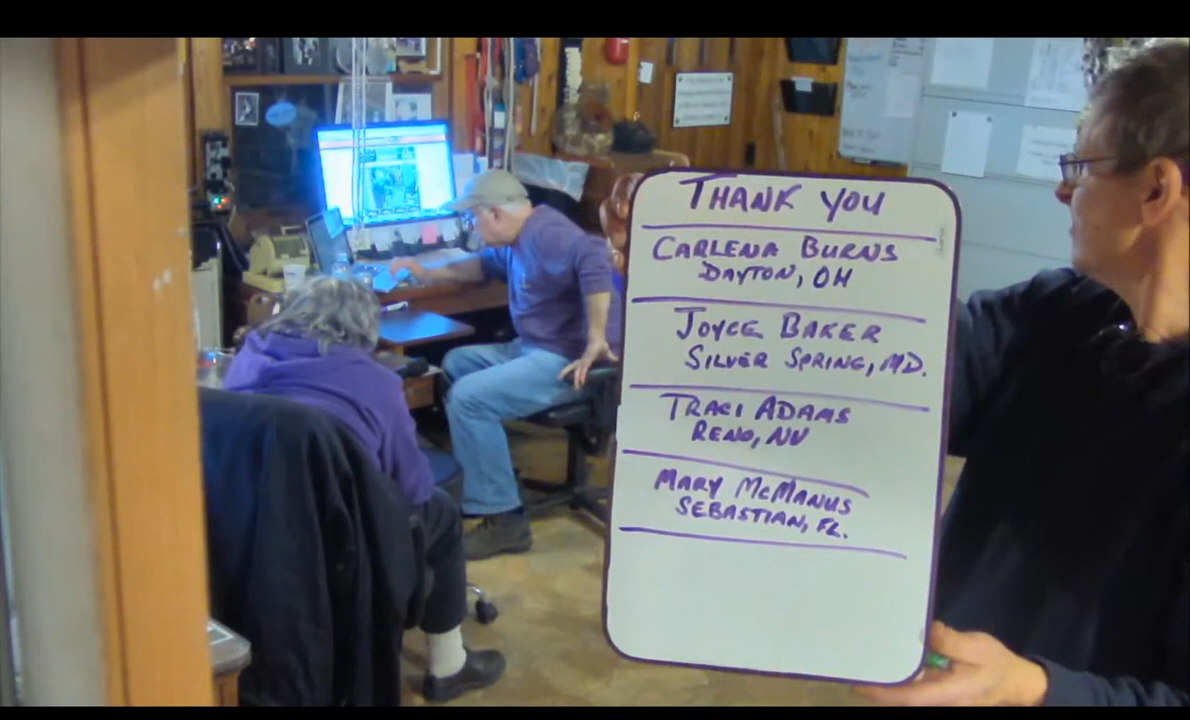 THANK YOU
CARLENA BURNS
DAYTON, OH
JOYCE BAKER
SILVER SPRING, MD.
TRACI ADAMS
RENO, NV
MARY MCMANUS
SEBASTIAN, FL.